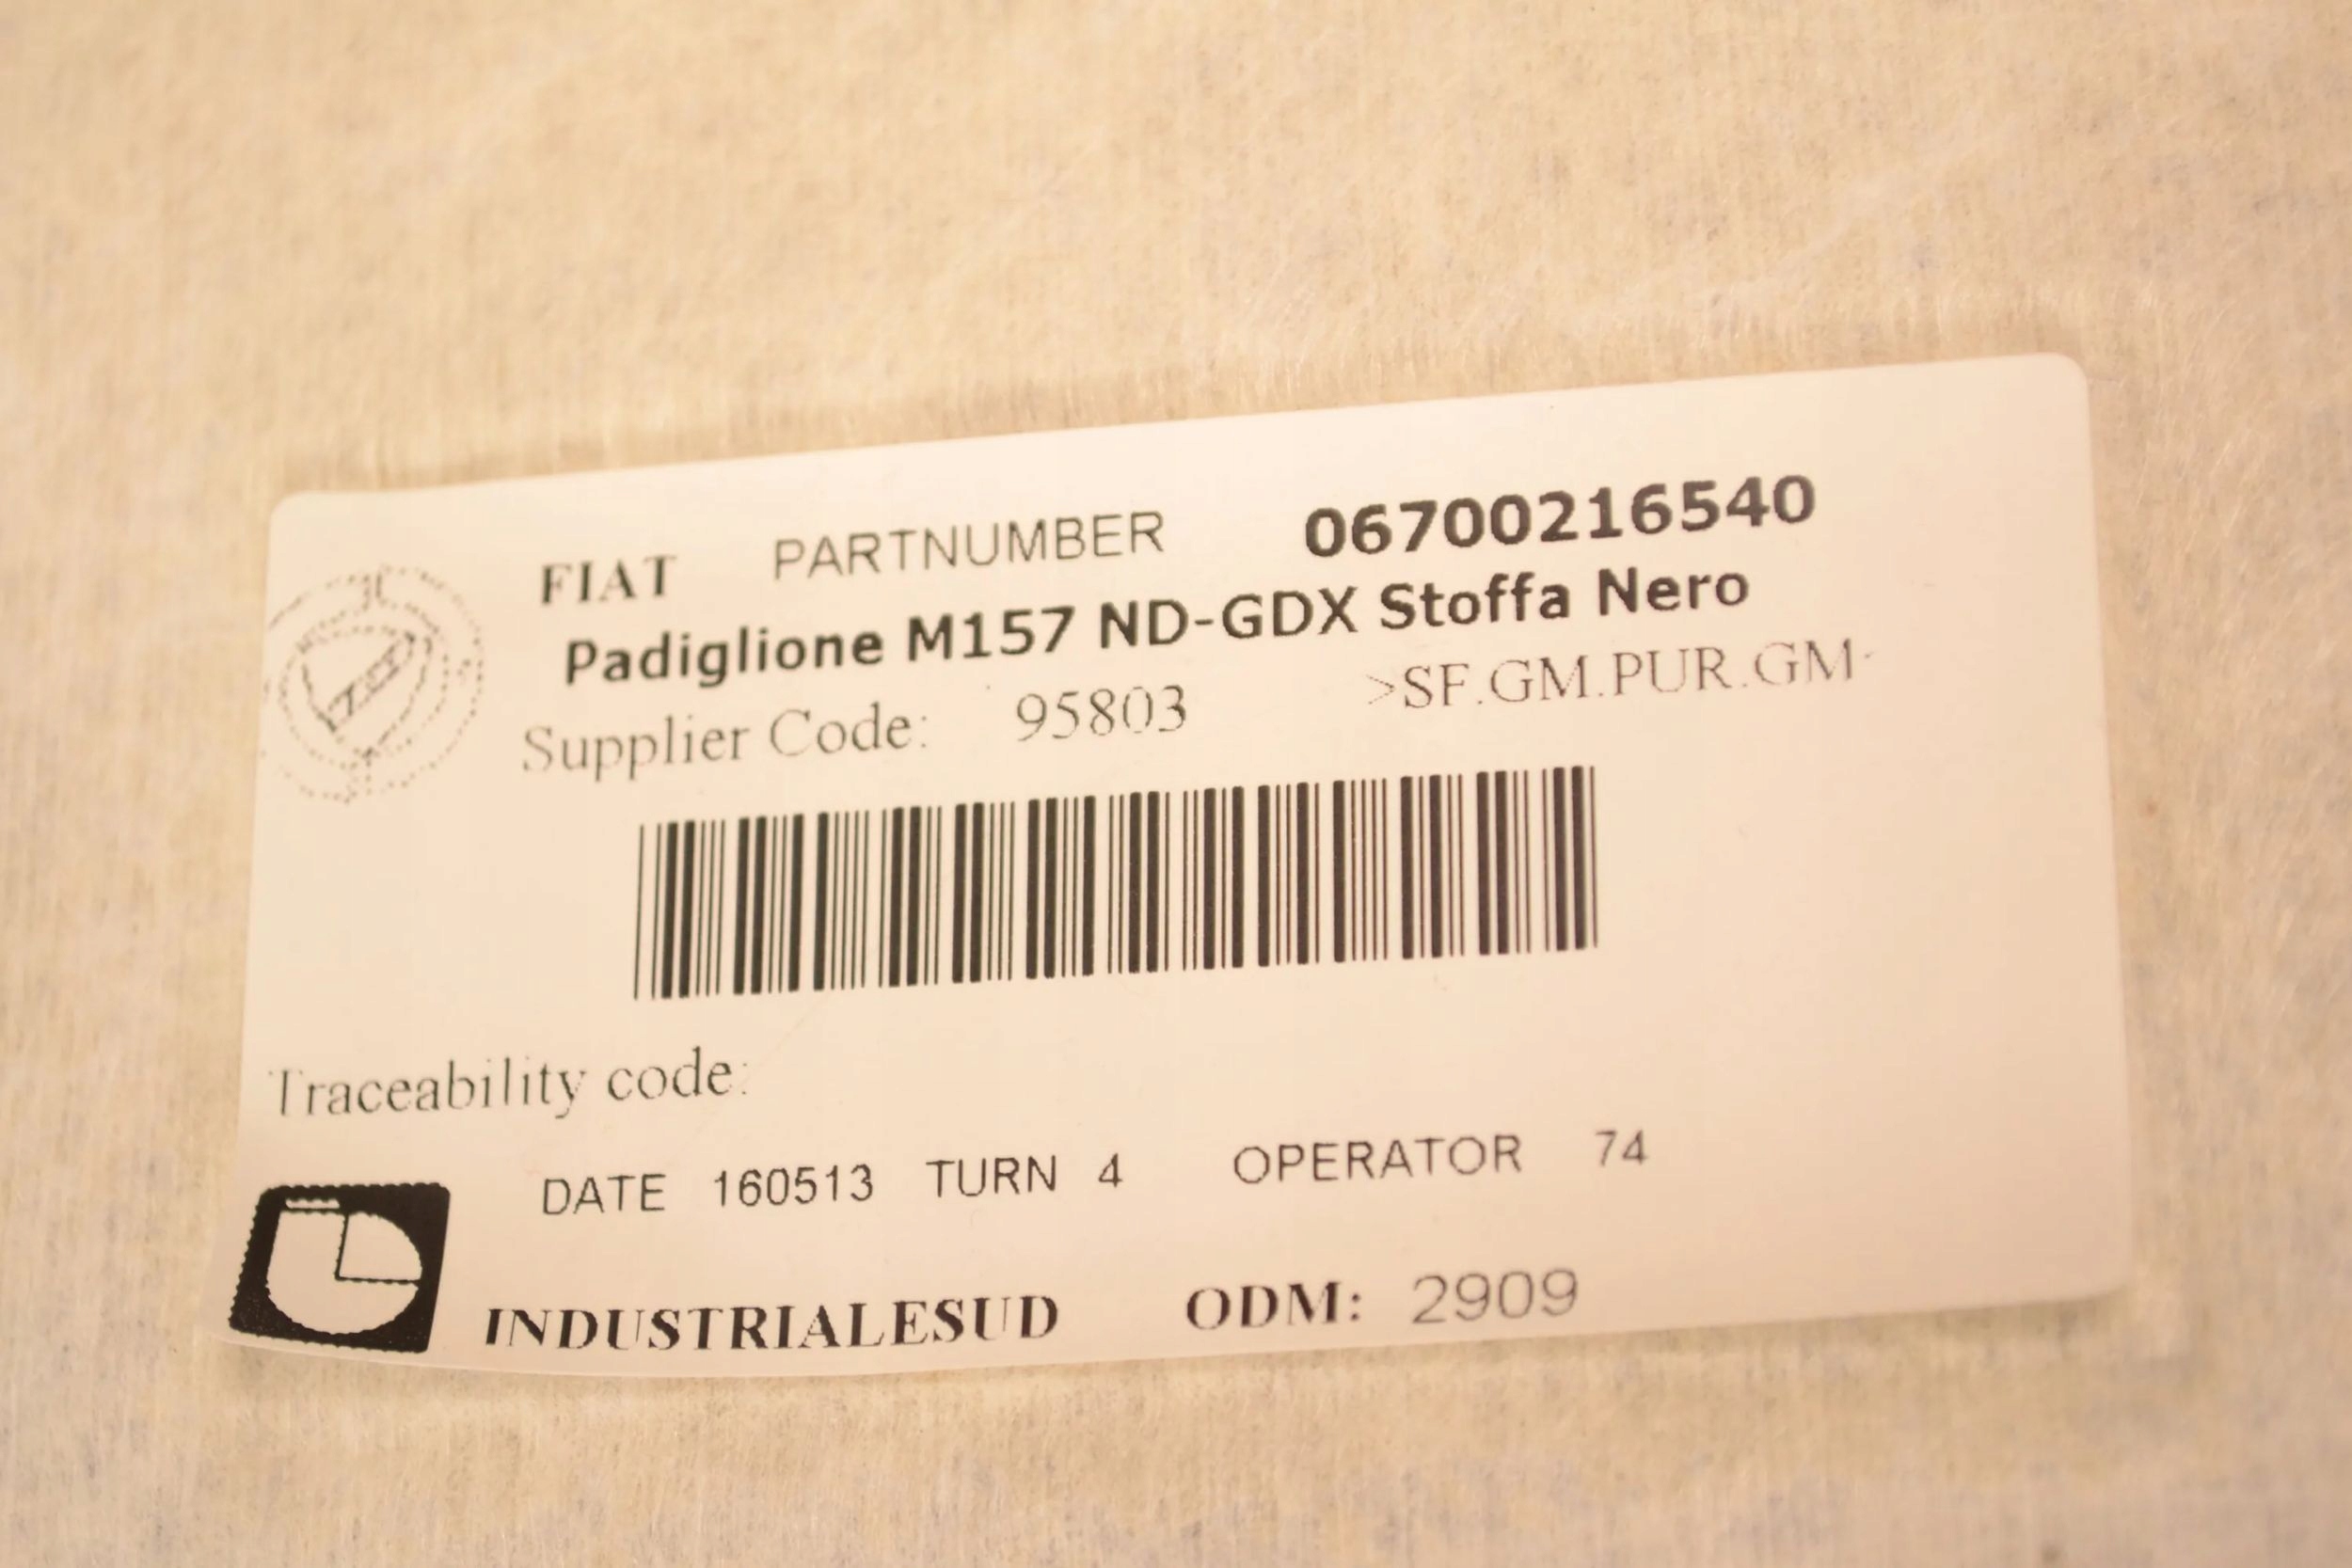 FIAT PARTNUMBER 06700216540
Padiglione M157 ND-GDX Stoffa Nero
Supplier Code: 95803 >SF.GM.PUR.GM-
Traceability code:
DATE 160513 TURN 4 OPERATOR 74
INDUSTRIALESUD ODM: 2909